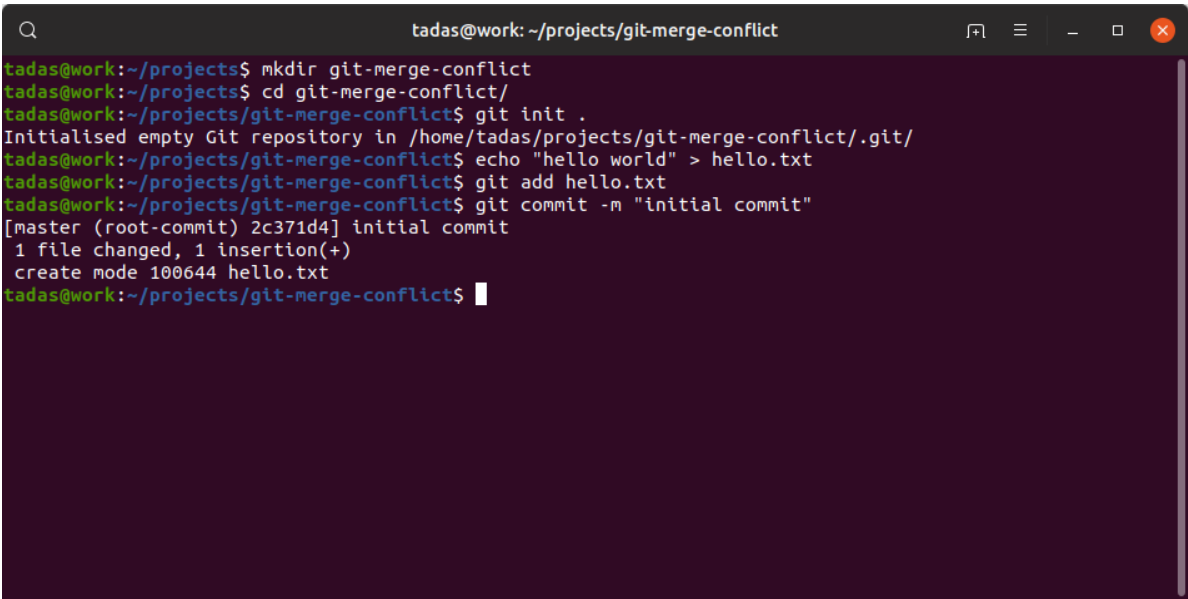 tadas@work: ~/projects/git-merge-conflict
tadas@work:~/projects$ mkdir git-merge-conflict
tadas@work:~/projects$ cd git-merge-conflict/
tadas@work:~/projects/git-merge-conflict$ git init .
Initialised empty Git repository in /home/tadas/projects/git-merge-conflict/.git/
tadas@work:~/projects/git-merge-conflict$ echo "hello world" > hello.txt
tadas@work:~/projects/git-merge-conflict$ git add hello.txt
tadas@work:~/projects/git-merge-conflict$ git commit -m "initial commit"
[master (root-commit) 2c371d4] initial commit
 1 file changed, 1 insertion(+)
 create mode 100644 hello.txt
tadas@work:~/projects/git-merge-conflict$